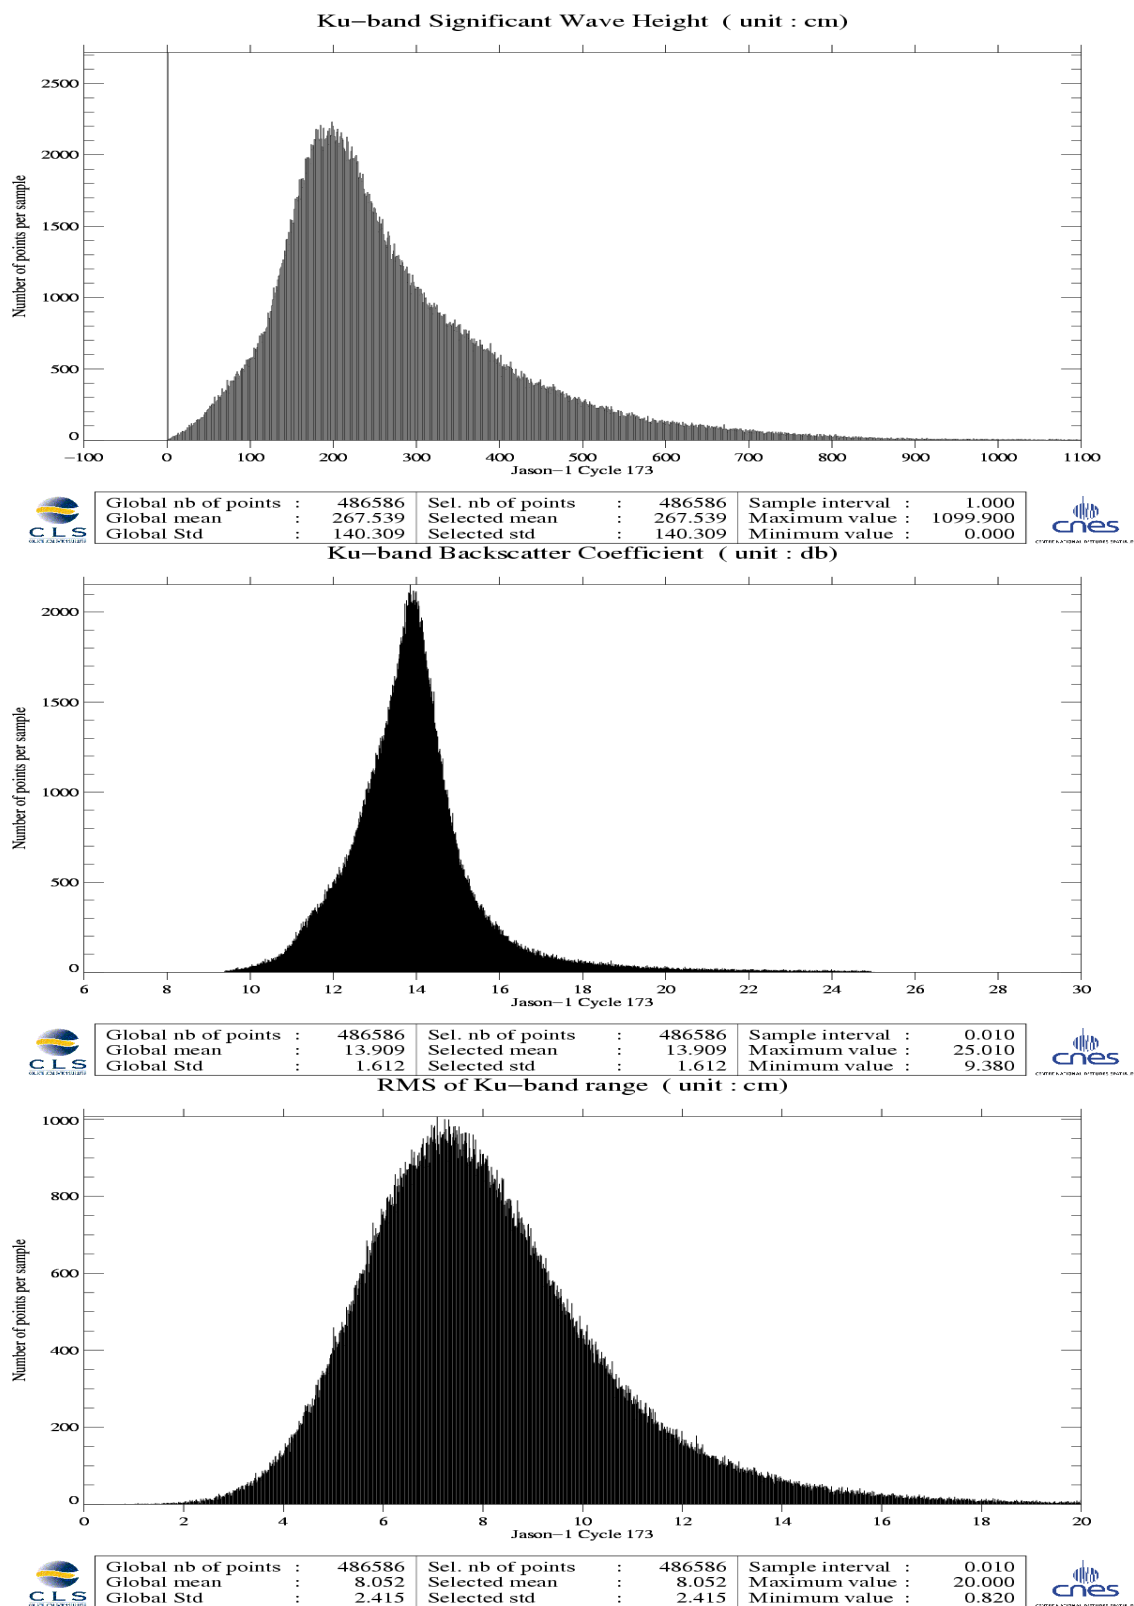 Ku−band Significant Wave Height ( unit : cm)
Number of points per sample
2500
2000
1500
1000
500
0
−100 0 100 200 300 400 500 600 700 800 900 1000 1100
Jason−1 Cycle 173
CLS
Global nb of points : 486586 Sel. nb of points : 486586 Sample interval : 1.000
Global mean : 267.539 Selected mean : 267.539 Maximum value : 1099.900
Global Std : 140.309 Selected std : 140.309 Minimum value : 0.000
cnes
Ku−band Backscatter Coefficient ( unit : db)
Number of points per sample
2000
1500
1000
500
0
6 8 10 12 14 16 18 20 22 24 26 28 30
Jason−1 Cycle 173
CLS
Global nb of points : 486586 Sel. nb of points : 486586 Sample interval : 0.010
Global mean : 13.909 Selected mean : 13.909 Maximum value : 25.010
Global Std : 1.612 Selected std : 1.612 Minimum value : 9.380
cnes
RMS of Ku−band range ( unit : cm)
Number of points per sample
1000
800
600
400
200
0
0 2 4 6 8 10 12 14 16 18 20
Jason−1 Cycle 173
CLS
Global nb of points : 486586 Sel. nb of points : 486586 Sample interval : 0.010
Global mean : 8.052 Selected mean : 8.052 Maximum value : 20.000
Global Std : 2.415 Selected std : 2.415 Minimum value : 0.820
cnes